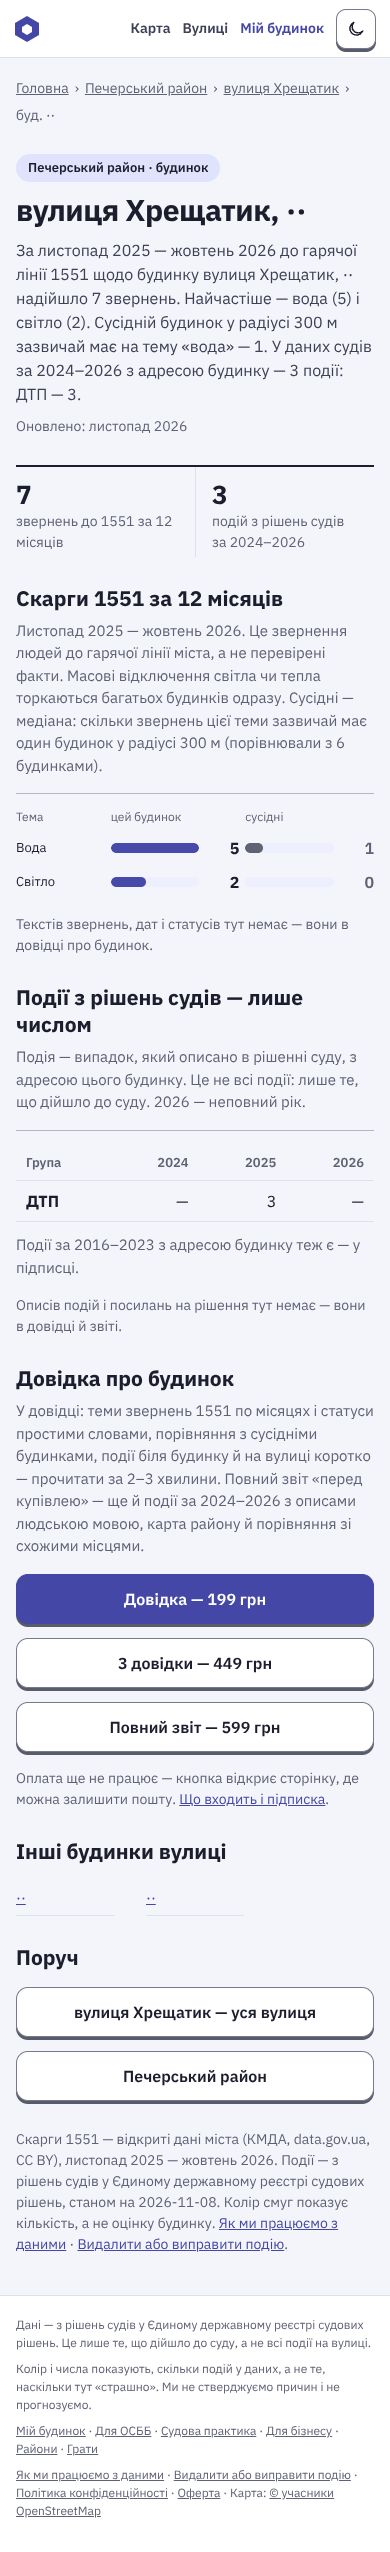 Карта Вулиці Мій будинок
Головна › Печерський район › вулиця Хрещатик ›
буд. ··
Печерський район · будинок
вулиця Хрещатик, ··
За листопад 2025 — жовтень 2026 до гарячої
лінії 1551 щодо будинку вулиця Хрещатик, ··
надійшло 7 звернень. Найчастіше — вода (5) і
світло (2). Сусідній будинок у радіусі 300 м
зазвичай має на тему «вода» — 1. У даних судів
за 2024–2026 з адресою будинку — 3 події:
ДТП — 3.
Оновлено: листопад 2026
7 3
звернень до 1551 за 12 подій з рішень судів
місяців за 2024–2026
Скарги 1551 за 12 місяців
Листопад 2025 — жовтень 2026. Це звернення
людей до гарячої лінії міста, а не перевірені
факти. Масові відключення світла чи тепла
торкаються багатьох будинків одразу. Сусідні —
медіана: скільки звернень цієї теми зазвичай має
один будинок у радіусі 300 м (порівнювали з 6
будинками).
Тема цей будинок сусідні
Вода 5 1
Світло 2 0
Текстів звернень, дат і статусів тут немає — вони в
довідці про будинок.
Події з рішень судів — лише
числом
Подія — випадок, який описано в рішенні суду, з
адресою цього будинку. Це не всі події: лише те,
що дійшло до суду. 2026 — неповний рік.
Група 2024 2025 2026
ДТП — 3 —
Події за 2016–2023 з адресою будинку теж є — у
підписці.
Описів подій і посилань на рішення тут немає — вони
в довідці й звіті.
Довідка про будинок
У довідці: теми звернень 1551 по місяцях і статуси
простими словами, порівняння з сусідніми
будинками, події біля будинку й на вулиці коротко
— прочитати за 2–3 хвилини. Повний звіт «перед
купівлею» — ще й події за 2024–2026 з описами
людською мовою, карта району й порівняння зі
схожими місцями.
Довідка — 199 грн
3 довідки — 449 грн
Повний звіт — 599 грн
Оплата ще не працює — кнопка відкриє сторінку, де
можна залишити пошту. Що входить і підписка.
Інші будинки вулиці
·· ··
Поруч
вулиця Хрещатик — уся вулиця
Печерський район
Скарги 1551 — відкриті дані міста (КМДА, data.gov.ua,
CC BY), листопад 2025 — жовтень 2026. Події — з
рішень судів у Єдиному державному реєстрі судових
рішень, станом на 2026-11-08. Колір смуг показує
кількість, а не оцінку будинку. Як ми працюємо з
даними · Видалити або виправити подію.
Дані — з рішень судів у Єдиному державному реєстрі судових
рішень. Це лише те, що дійшло до суду, а не всі події на вулиці.
Колір і числа показують, скільки подій у даних, а не те,
наскільки тут «страшно». Ми не стверджуємо причин і не
прогнозуємо.
Мій будинок · Для ОСББ · Судова практика · Для бізнесу ·
Райони · Грати
Як ми працюємо з даними · Видалити або виправити подію ·
Політика конфіденційності · Оферта · Карта: © учасники
OpenStreetMap